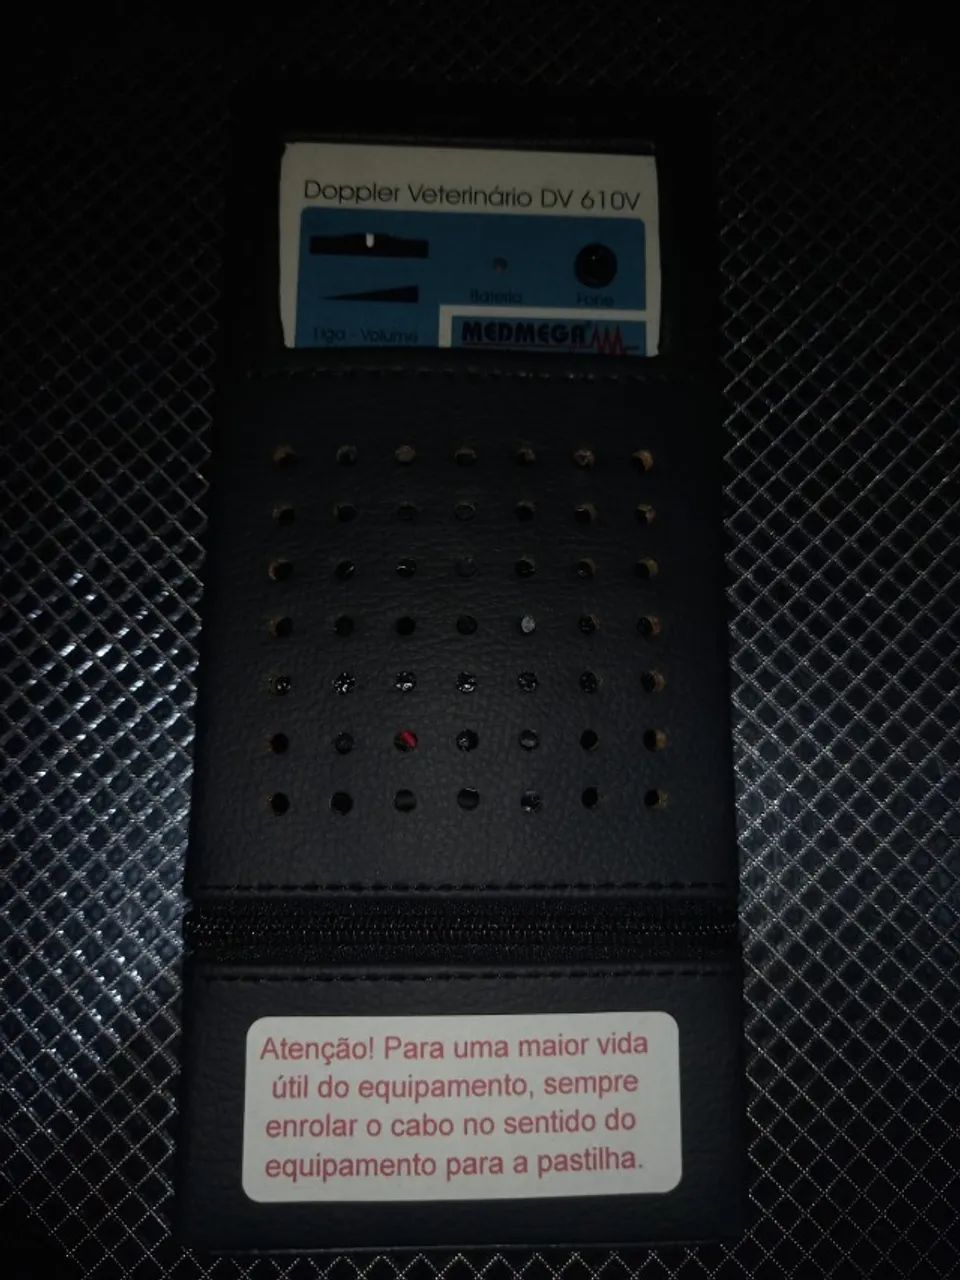 Doppler Veterinário DV 610V
Bateria
Fone
Liga - Volume
MEDMEGA
Atenção! Para uma maior vida
útil do equipamento, sempre
enrolar o cabo no sentido do
equipamento para a pastilha.